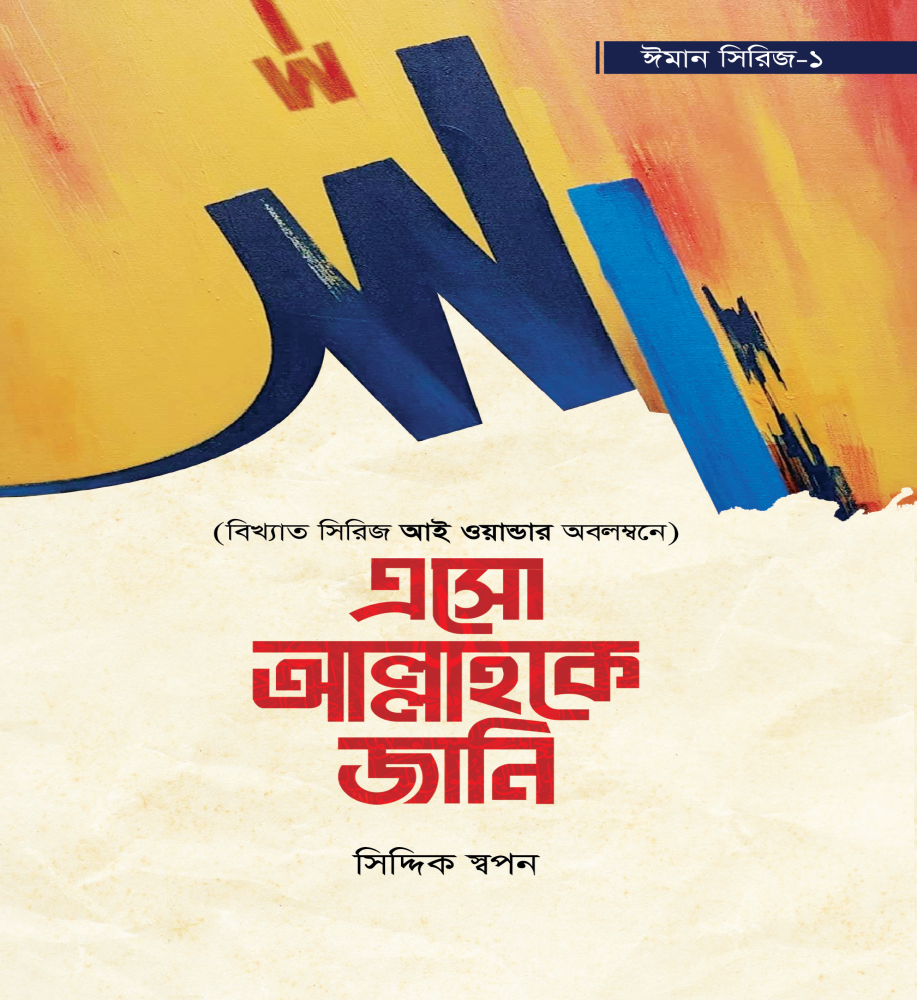 ঈমান সিরিজ-১
(বিখ্যাত সিরিজ আই ওয়ান্ডার অবলম্বনে)
এসো
আল্লাহকে
জানি
সিদ্দিক স্বপন